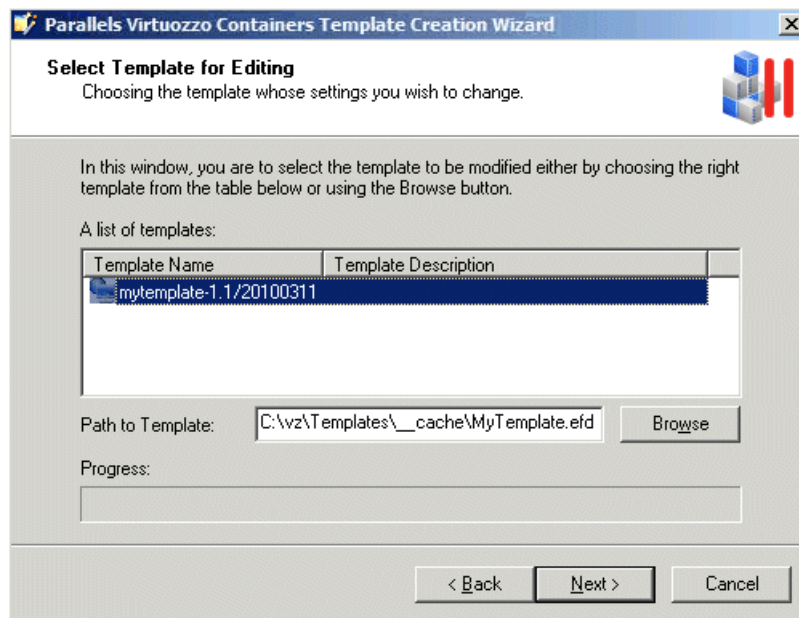 Parallels Virtuozzo Containers Template Creation Wizard
Select Template for Editing
Choosing the template whose settings you wish to change.
In this window, you are to select the template to be modified either by choosing the right
template from the table below or using the Browse button.
A list of templates:
Template Name Template Description
mytemplate-1.1/20100311
Path to Template: C:\vz\Templates\__cache\MyTemplate.efd Browse
Progress:
< Back Next > Cancel